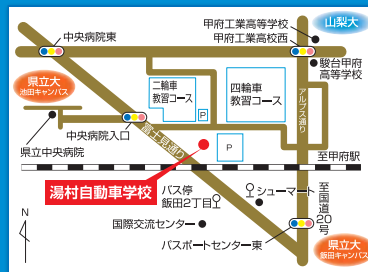 甲府工業高等学校
山梨大
中央病院東
甲府工業高校西
駿台甲府
高等学校
県立大
池田キャンパス
二輪車
教習コース
四輪車
教習コース
P
アルプス通り
中央病院入口
富士見通り
県立中央病院
P
至甲府駅
湯村自動車学校
バス停
飯田2丁目
シューマート
至国道20号
国際交流センター
N
パスポートセンター東
県立大
飯田キャンパス